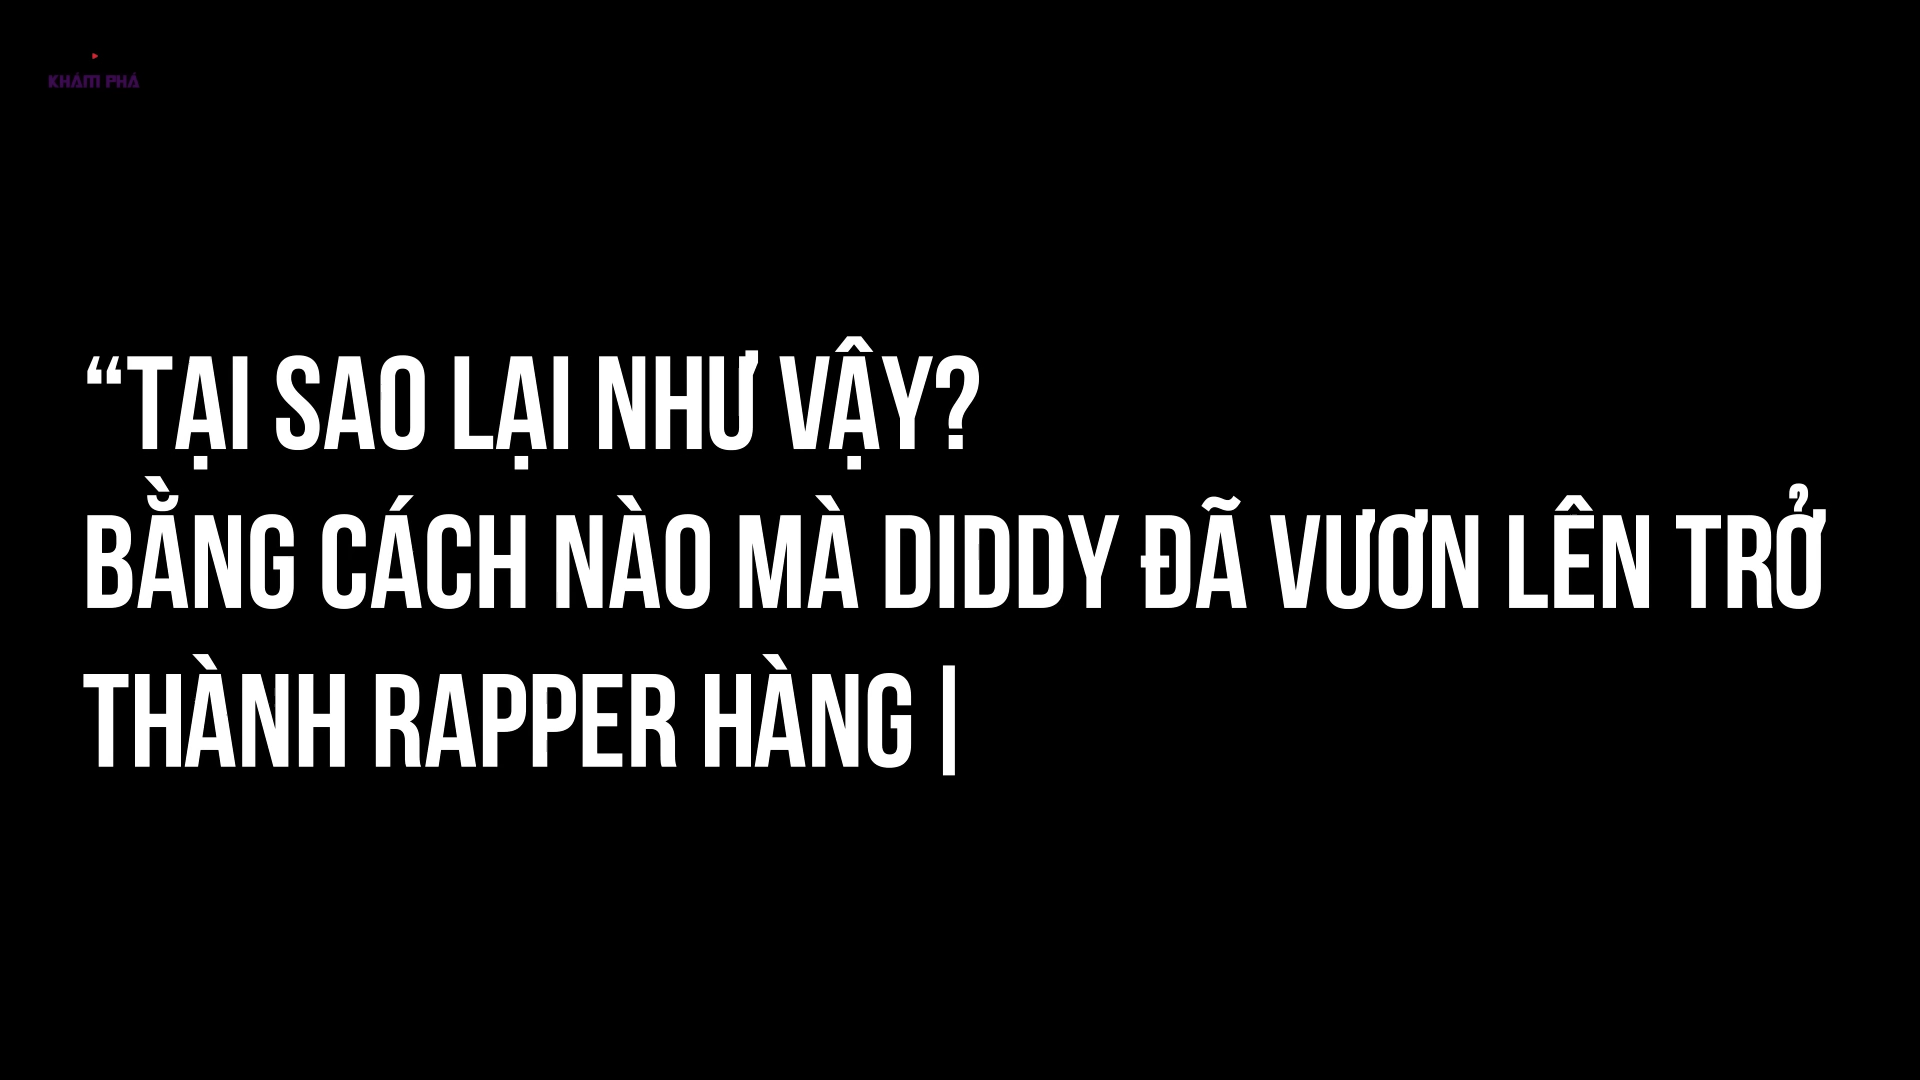 KHÁM PHÁ
“TẠI SAO LẠI NHƯ VẬY?
BẰNG CÁCH NÀO MÀ DIDDY ĐÃ VƯƠN LÊN TRỞ
THÀNH RAPPER HÀNG |